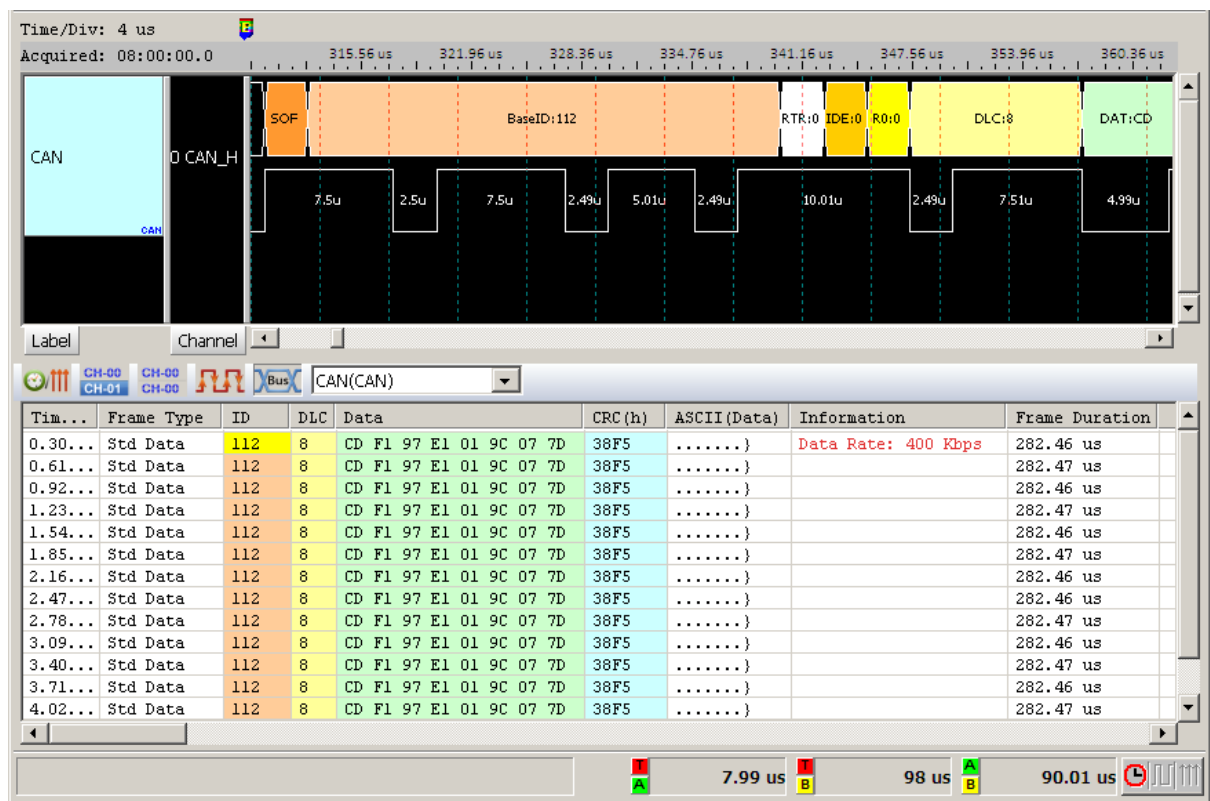 Time/Div: 4 us
Acquired: 08:00:00.0 315.56 us 321.96 us 328.36 us 334.76 us 341.16 us 347.56 us 353.96 us 360.36 us
SOF BaseID:112 RTR:0 IDE:0 R0:0 DLC:8 DAT:CD
CAN 0 CAN_H
7.5u 2.5u 7.5u 2.49u 5.01u 2.49u 10.01u 2.49u 7.51u 4.99u
CAN
Label Channel
CH-00 CH-01 CH-00 CH-00 Bus CAN(CAN)
Tim... Frame Type ID DLC Data CRC(h) ASCII(Data) Information Frame Duration
0.30... Std Data 112 8 CD F1 97 E1 01 9C 07 7D 38F5 .......} Data Rate: 400 Kbps 282.46 us
0.61... Std Data 112 8 CD F1 97 E1 01 9C 07 7D 38F5 .......} 282.47 us
0.92... Std Data 112 8 CD F1 97 E1 01 9C 07 7D 38F5 .......} 282.46 us
1.23... Std Data 112 8 CD F1 97 E1 01 9C 07 7D 38F5 .......} 282.47 us
1.54... Std Data 112 8 CD F1 97 E1 01 9C 07 7D 38F5 .......} 282.46 us
1.85... Std Data 112 8 CD F1 97 E1 01 9C 07 7D 38F5 .......} 282.47 us
2.16... Std Data 112 8 CD F1 97 E1 01 9C 07 7D 38F5 .......} 282.46 us
2.47... Std Data 112 8 CD F1 97 E1 01 9C 07 7D 38F5 .......} 282.46 us
2.78... Std Data 112 8 CD F1 97 E1 01 9C 07 7D 38F5 .......} 282.47 us
3.09... Std Data 112 8 CD F1 97 E1 01 9C 07 7D 38F5 .......} 282.46 us
3.40... Std Data 112 8 CD F1 97 E1 01 9C 07 7D 38F5 .......} 282.47 us
3.71... Std Data 112 8 CD F1 97 E1 01 9C 07 7D 38F5 .......} 282.46 us
4.02... Std Data 112 8 CD F1 97 E1 01 9C 07 7D 38F5 .......} 282.47 us
T A 7.99 us T B 98 us A B 90.01 us